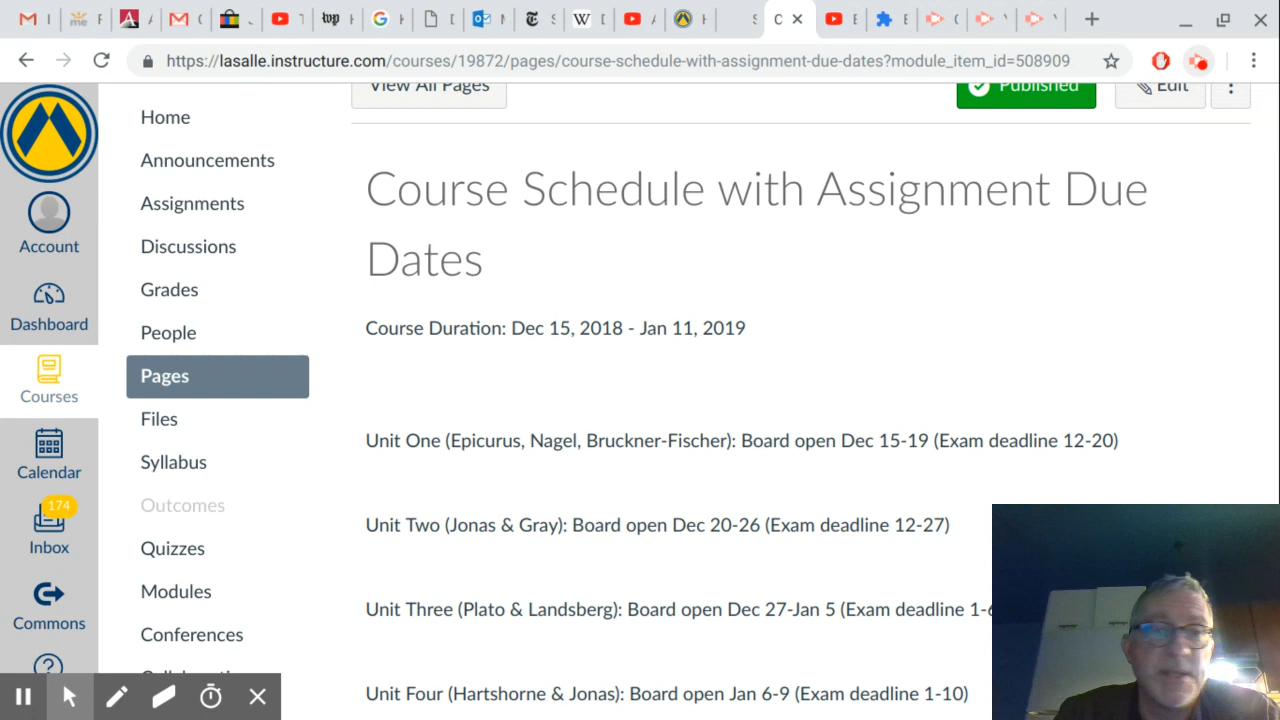 https://lasalle.instructure.com/courses/19872/pages/course-schedule-with-assignment-due-dates?module_item_id=508909
View All Pages
Published
Edit
Home
Announcements
Assignments
Discussions
Grades
People
Pages
Files
Syllabus
Outcomes
Quizzes
Modules
Conferences
Account
Dashboard
Courses
Calendar
174
Inbox
Commons
Course Schedule with Assignment Due
Dates
Course Duration: Dec 15, 2018 - Jan 11, 2019
Unit One (Epicurus, Nagel, Bruckner-Fischer): Board open Dec 15-19 (Exam deadline 12-20)
Unit Two (Jonas & Gray): Board open Dec 20-26 (Exam deadline 12-27)
Unit Three (Plato & Landsberg): Board open Dec 27-Jan 5 (Exam deadline 1-6
Unit Four (Hartshorne & Jonas): Board open Jan 6-9 (Exam deadline 1-10)